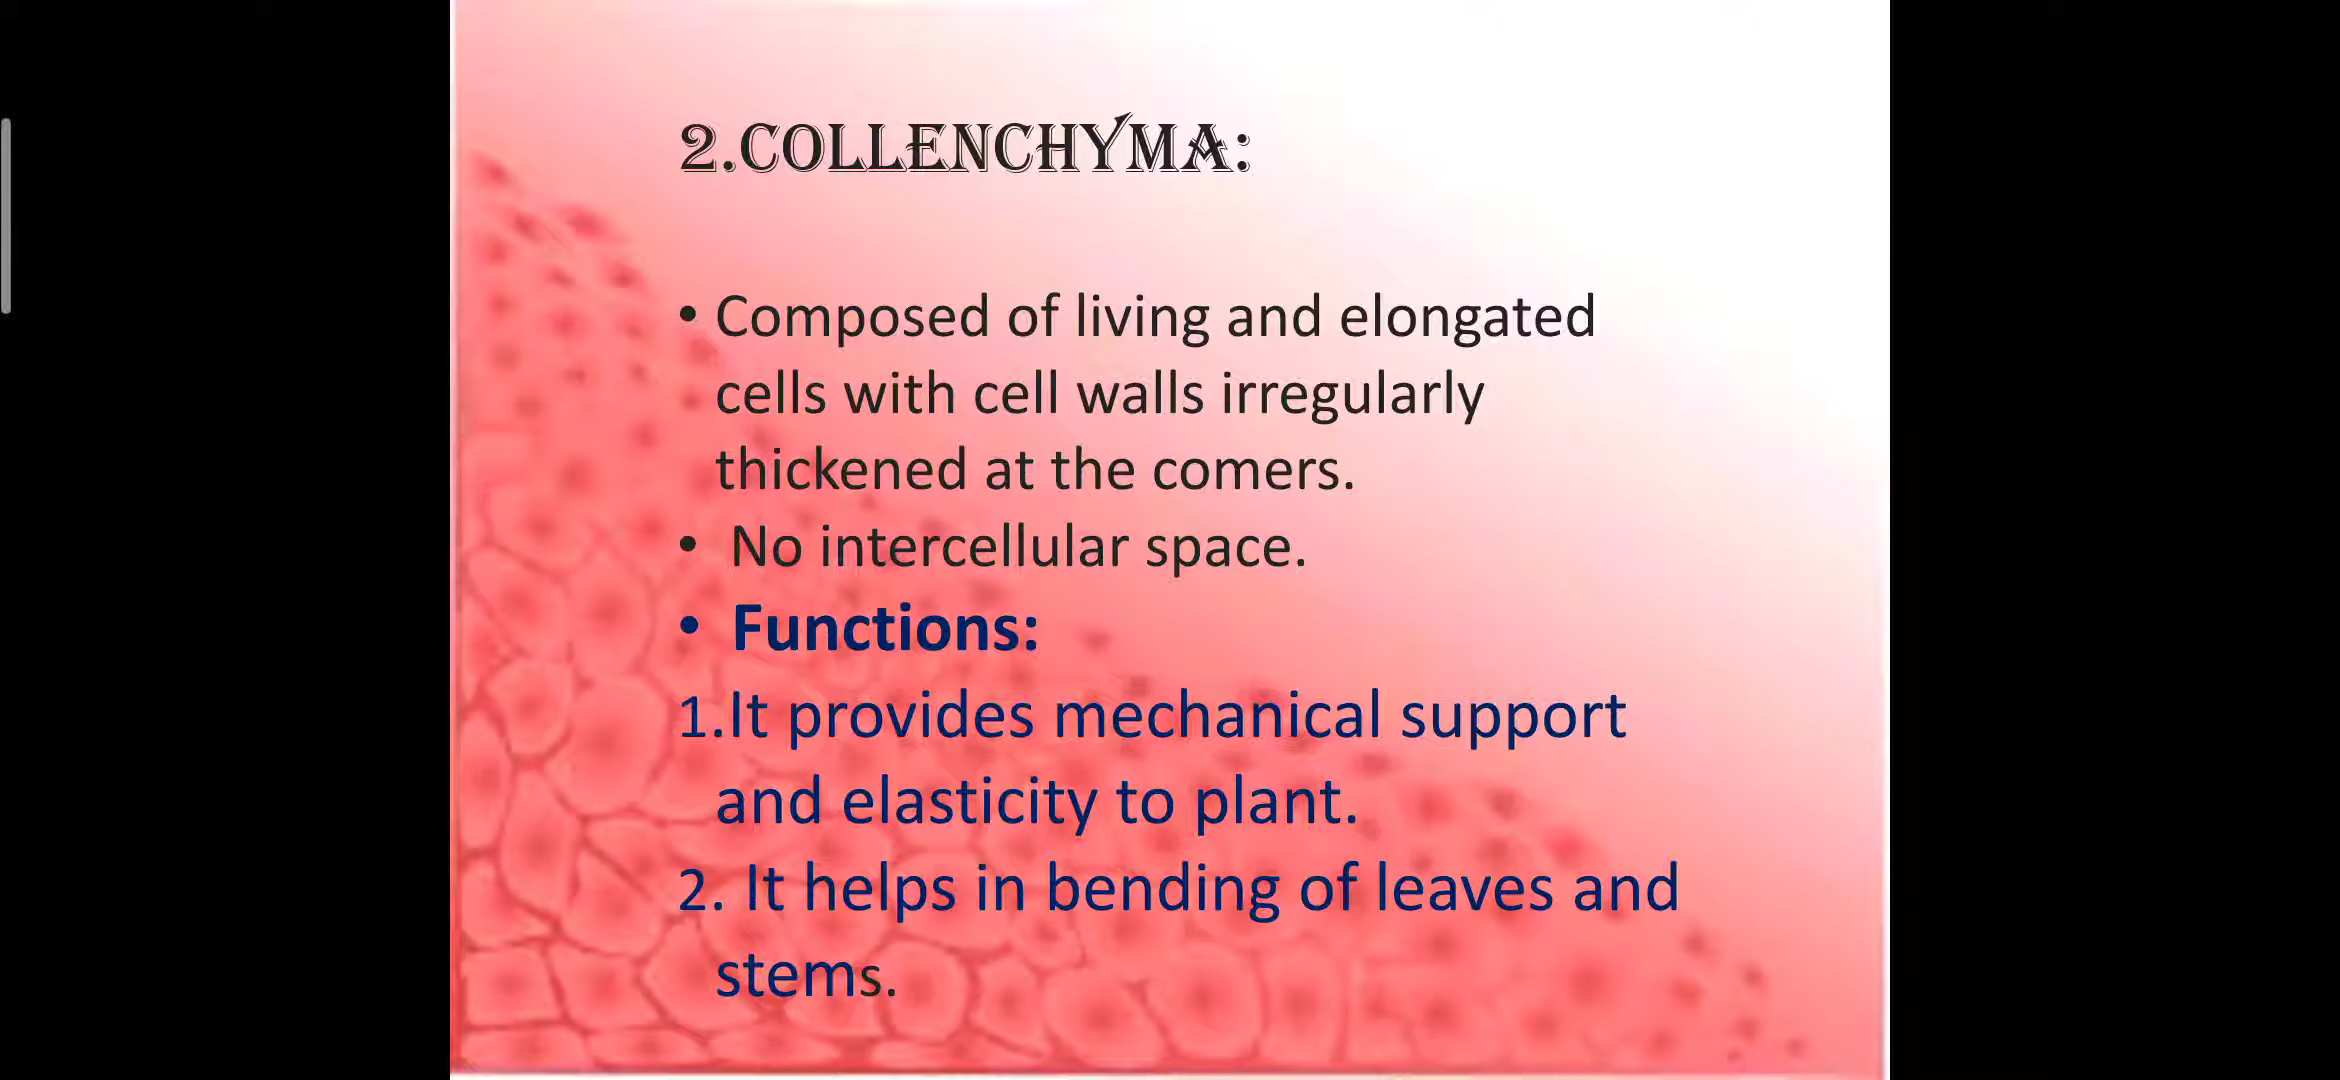 2.COLLENCHYMA:
• Composed of living and elongated
cells with cell walls irregularly
thickened at the comers.
• No intercellular space.
• Functions:
1.It provides mechanical support
and elasticity to plant.
2. It helps in bending of leaves and
stems.